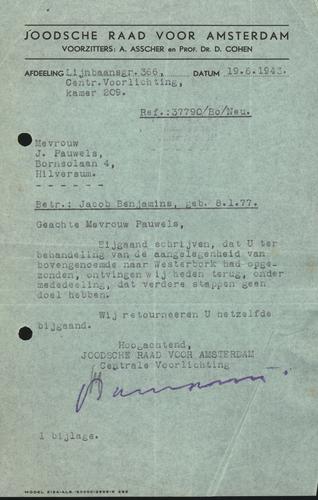 JOODSCHE RAAD VOOR AMSTERDAM
VOORZITTERS: A. ASSCHER en Prof. Dr. D. COHEN
AFDEELING Lijnbaansgr. 366, DATUM 19.8.1943.
Centr.Voorlichting,
kamer 209.
Ref.:37790/Bo/Neu.
Mevrouw
J. Pauwels,
Bornsolaan 4,
Hilversum.
- - - - - -
Betr.: Jacob Benjamins, geb. 8.1.77.
Geachte Mevrouw Pauwels,
Bijgaand schrijven, dat U ter
behandeling van de aangelegenheid van
bovengenoemde naar Westerbork had opge-
zonden, ontvingen wij heden terug, onder
mededeeling, dat verdere stappen geen
doel hebben.
Wij retourneeren U hetzelfde
bijgaand.
Hoogachtend,
JOODSCHE RAAD VOOR AMSTERDAM
Centrale Voorlichting
1 bijlage.